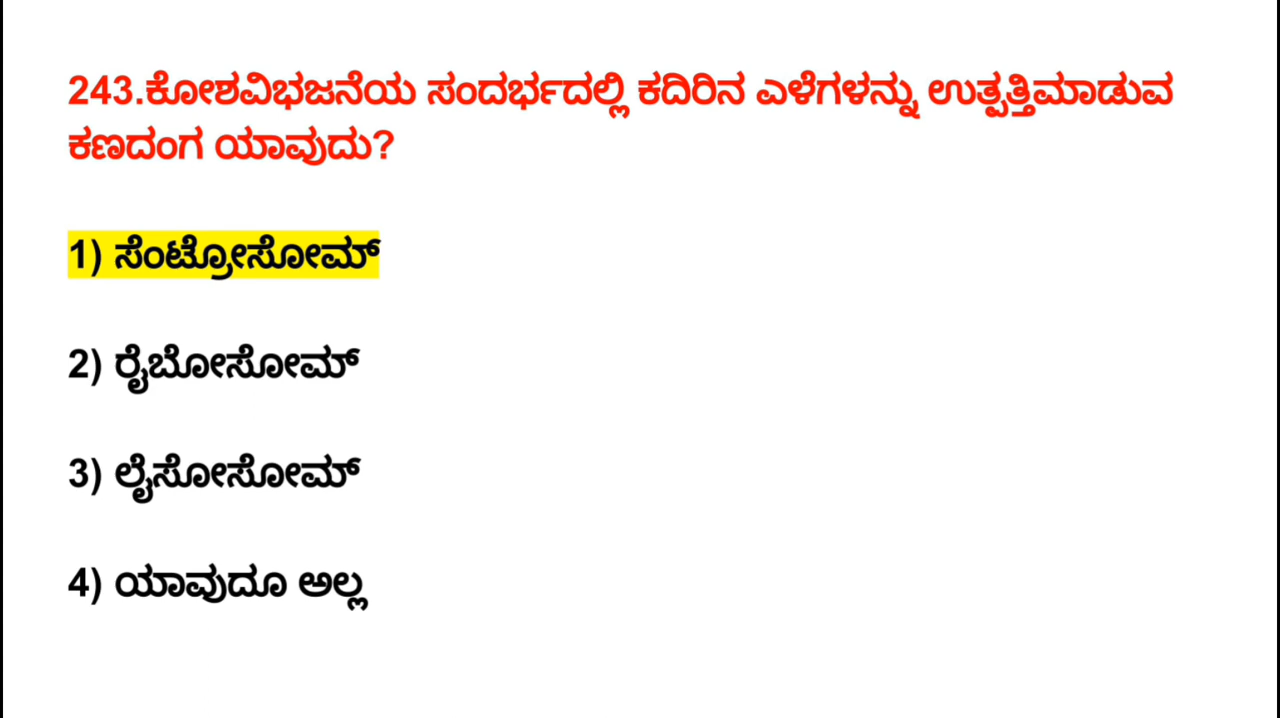 243.ಕೋಶವಿಭಜನೆಯ ಸಂದರ್ಭದಲ್ಲಿ ಕದಿರಿನ ಎಳೆಗಳನ್ನು ಉತ್ಪತ್ತಿಮಾಡುವ
ಕಣದಂಗ ಯಾವುದು?
1) ಸೆಂಟ್ರೋಸೋಮ್
2) ರೈಬೋಸೋಮ್
3) ಲೈಸೋಸೋಮ್
4) ಯಾವುದೂ ಅಲ್ಲ